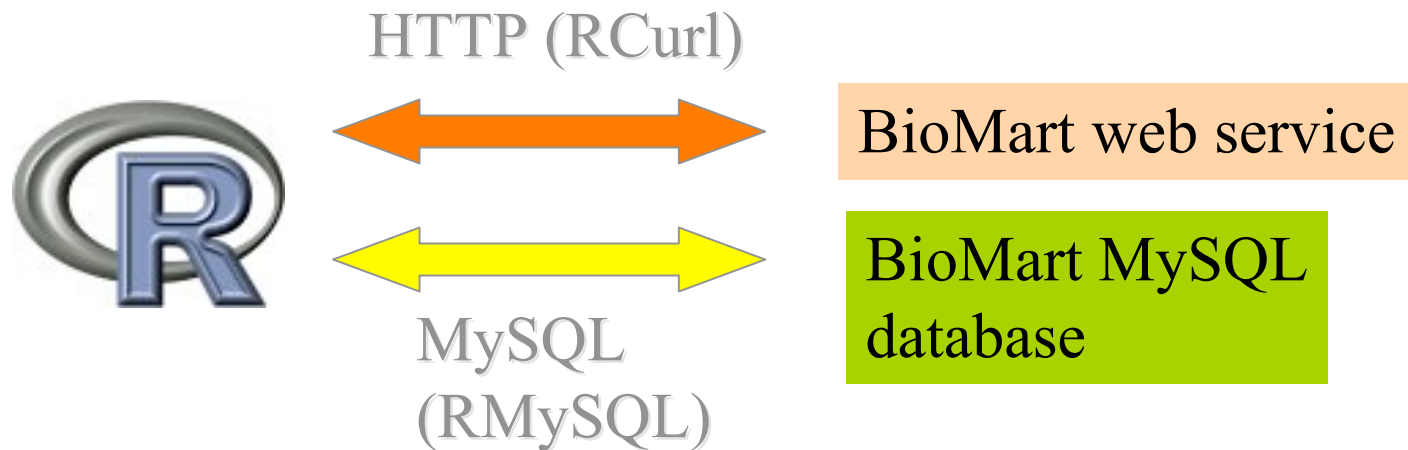 HTTP (RCurl)
R
BioMart web service
BioMart MySQL
database
MySQL
(RMySQL)